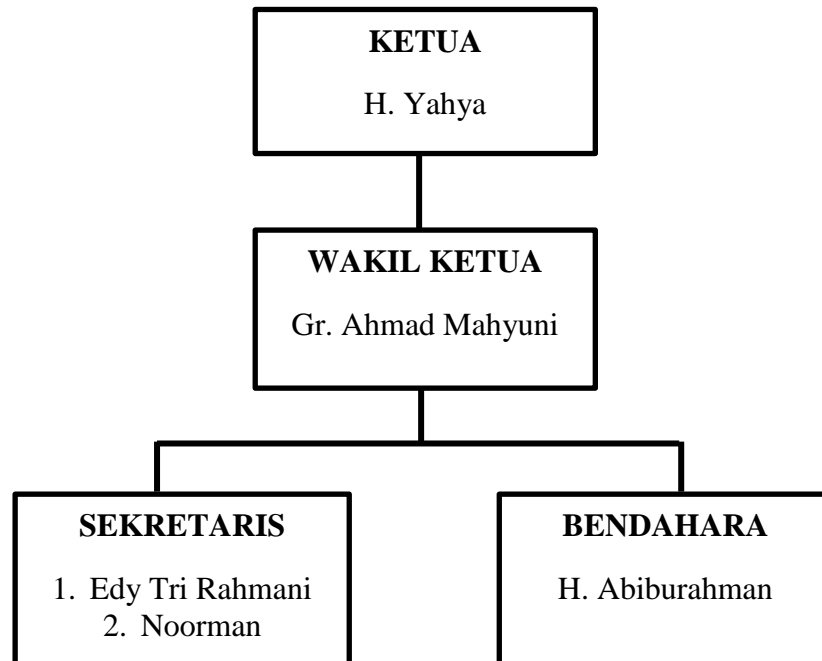 KETUA
H. Yahya
WAKIL KETUA
Gr. Ahmad Mahyuni
SEKRETARIS
1. Edy Tri Rahmani
2. Noorman
BENDAHARA
H. Abiburahman